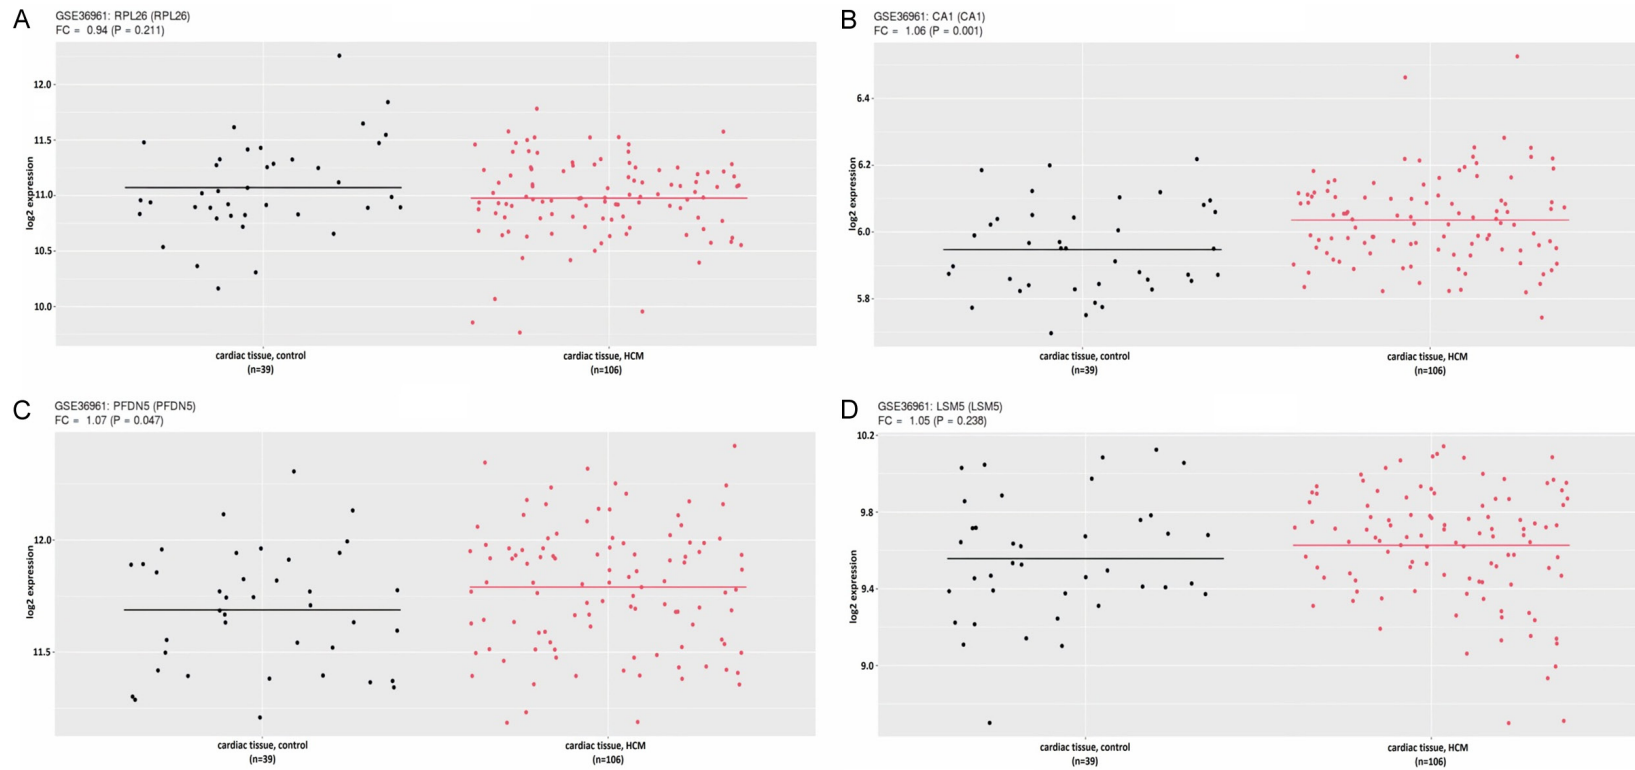 A
GSE36961: RPL26 (RPL26)
FC = 0.94 (P = 0.211)
log2 expression
12.0
11.5
11.0
10.5
10.0
cardiac tissue, control
(n=39)
cardiac tissue, HCM
(n=106)
B
GSE36961: CA1 (CA1)
FC = 1.06 (P = 0.001)
log2 expression
6.4
6.2
6.0
5.8
cardiac tissue, control
(n=39)
cardiac tissue, HCM
(n=106)
C
GSE36961: PFDN5 (PFDN5)
FC = 1.07 (P = 0.047)
log2 expression
12.0
11.5
cardiac tissue, control
(n=39)
cardiac tissue, HCM
(n=106)
D
GSE36961: LSM5 (LSM5)
FC = 1.05 (P = 0.238)
log2 expression
10.2
9.8
9.4
9.0
cardiac tissue, control
(n=39)
cardiac tissue, HCM
(n=106)